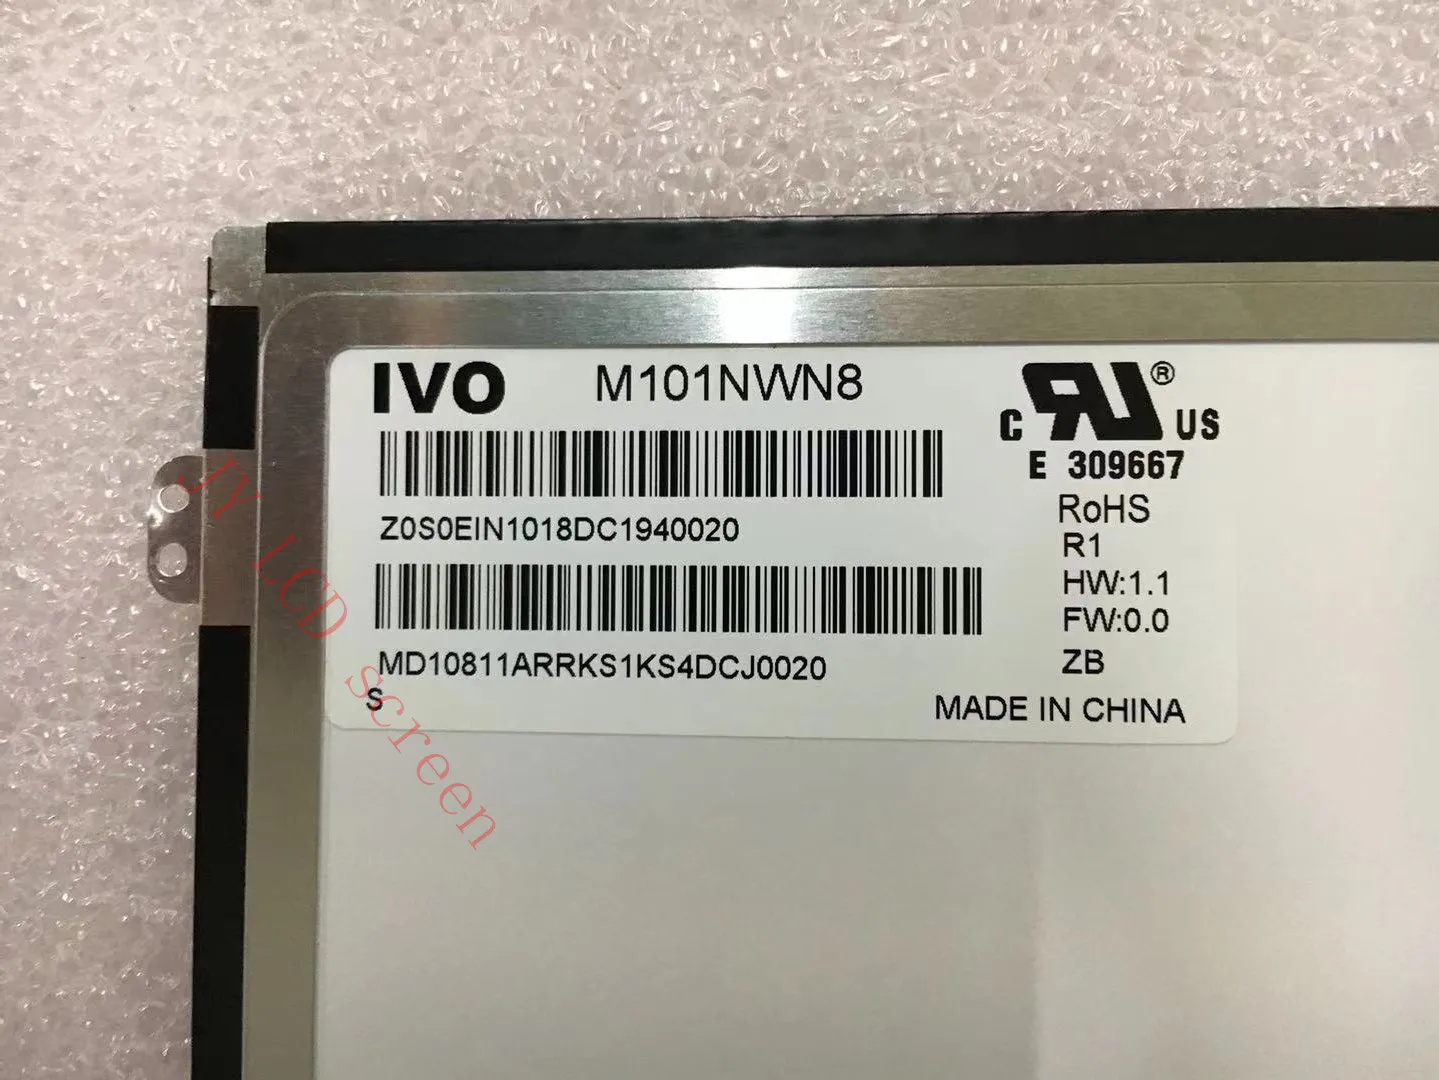 IVO M101NWN8
Z0S0EIN1018DC1940020
MD10811ARRKS1KS4DCJ0020
S
C RU ® US
E 309667
RoHS
R1
HW:1.1
FW:0.0
ZB
MADE IN CHINA
JY LCD screen